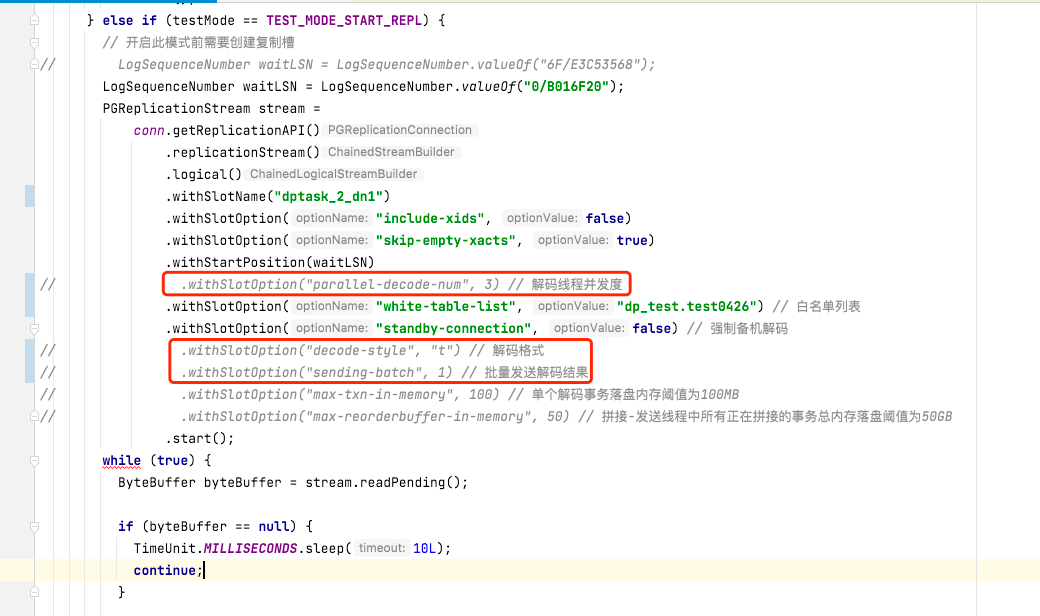 } else if (testMode == TEST_MODE_START_REPL) {
// 开启此模式前需要创建复制槽
// LogSequenceNumber waitLSN = LogSequenceNumber.valueOf("6F/E3C53568");
LogSequenceNumber waitLSN = LogSequenceNumber.valueOf("0/B016F20");
PGReplicationStream stream =
conn.getReplicationAPI() PGReplicationConnection
.replicationStream() ChainedStreamBuilder
.logical() ChainedLogicalStreamBuilder
.withSlotName("dptask_2_dn1")
.withSlotOption( optionName: "include-xids", optionValue: false)
.withSlotOption( optionName: "skip-empty-xacts", optionValue: true)
.withStartPosition(waitLSN)
// .withSlotOption("parallel-decode-num", 3) // 解码线程并发度
.withSlotOption( optionName: "white-table-list", optionValue: "dp_test.test0426") // 白名单列表
.withSlotOption( optionName: "standby-connection", optionValue: false) // 强制备机解码
// .withSlotOption("decode-style", "t") // 解码格式
// .withSlotOption("sending-batch", 1) // 批量发送解码结果
// .withSlotOption("max-txn-in-memory", 100) // 单个解码事务落盘内存阈值为100MB
// .withSlotOption("max-reorderbuffer-in-memory", 50) // 拼接-发送线程中所有正在拼接的事务总内存落盘阈值为50GB
.start();
while (true) {
ByteBuffer byteBuffer = stream.readPending();
if (byteBuffer == null) {
TimeUnit.MILLISECONDS.sleep( timeout: 10L);
continue;
}